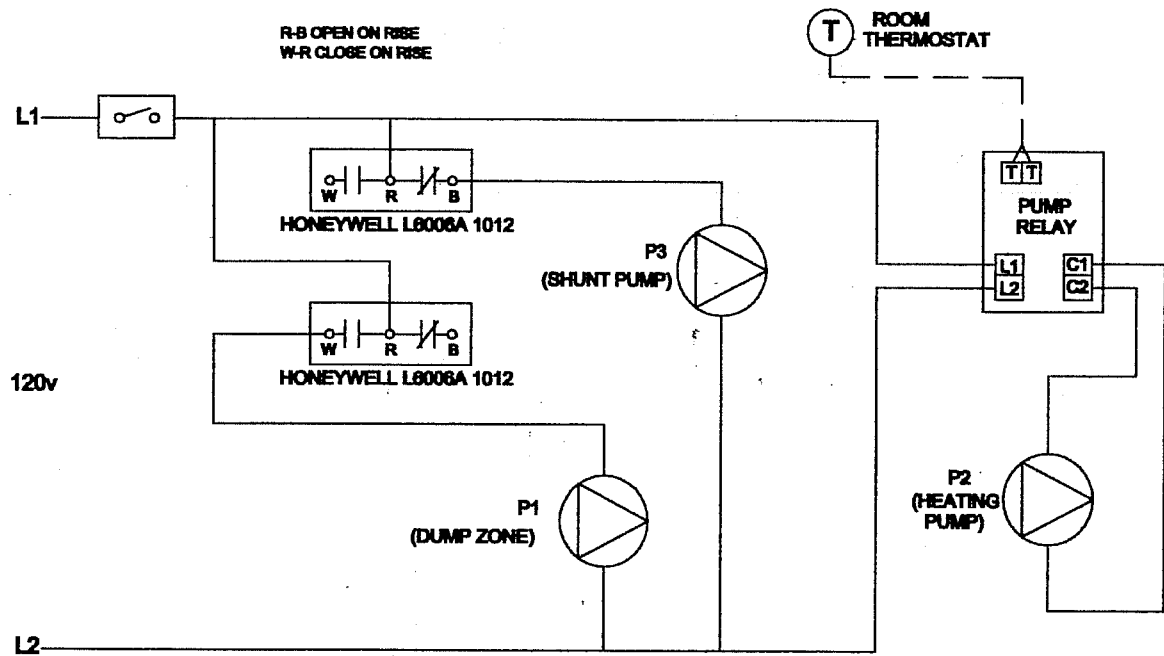 R-B OPEN ON RISE
W-R CLOSE ON RISE
T
ROOM
THERMOSTAT
L1
W R B
HONEYWELL L6006A 1012
T T
PUMP
RELAY
L1 C1
L2 C2
P3
(SHUNT PUMP)
W R B
HONEYWELL L6006A 1012
120v
P1
(DUMP ZONE)
P2
(HEATING
PUMP)
L2